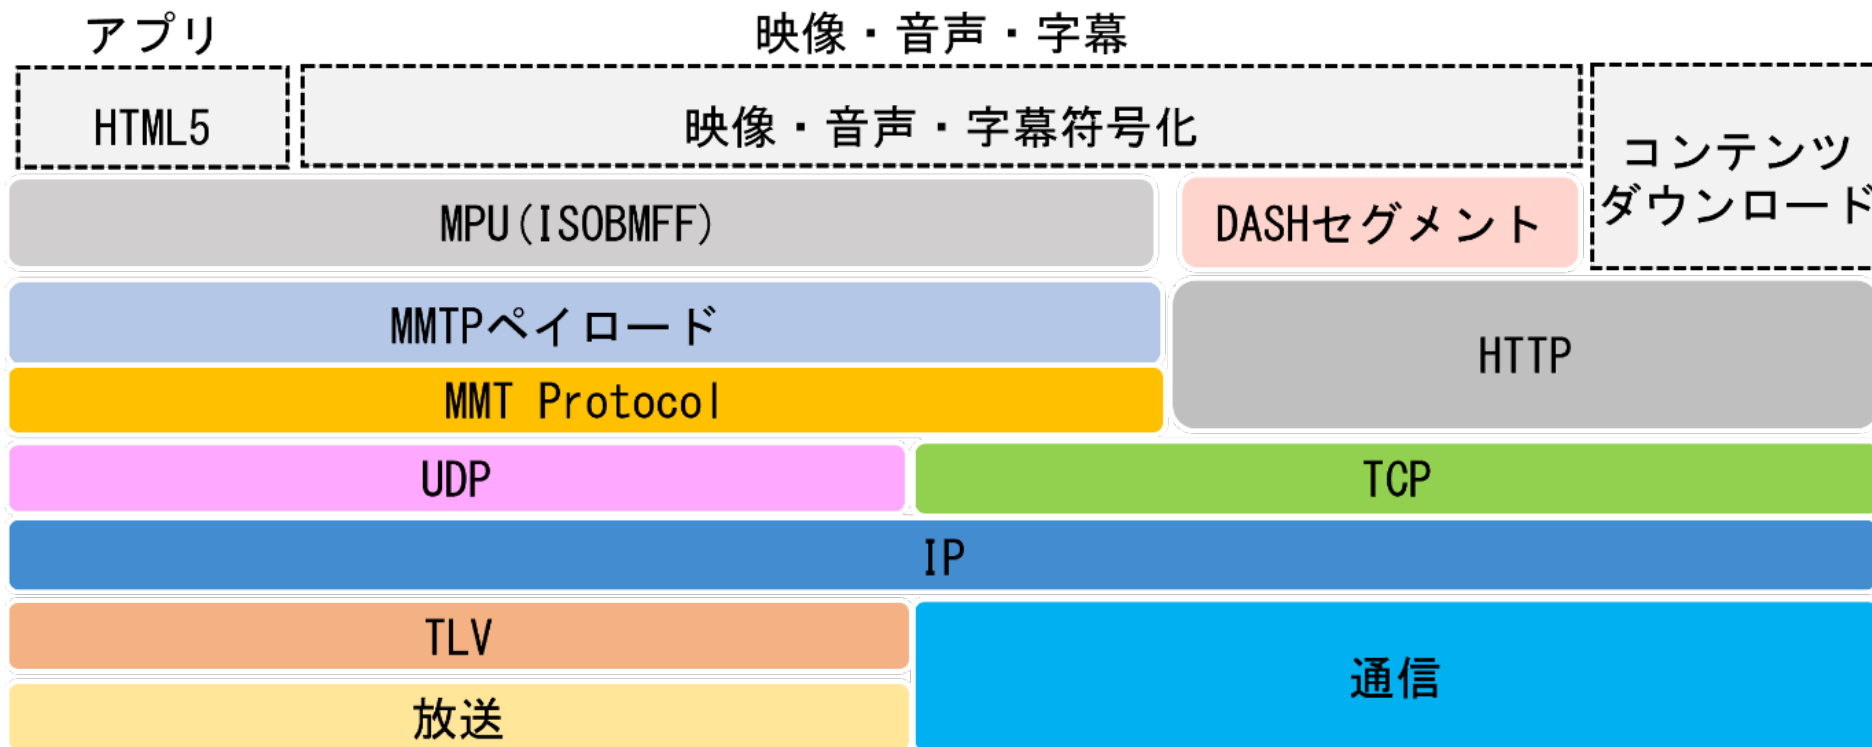 アプリ
映像・音声・字幕
HTML5
映像・音声・字幕符号化
コンテンツ
ダウンロード
MPU(ISOBMFF)
DASHセグメント
MMTPペイロード
HTTP
MMT Protocol
UDP
TCP
IP
TLV
通信
放送